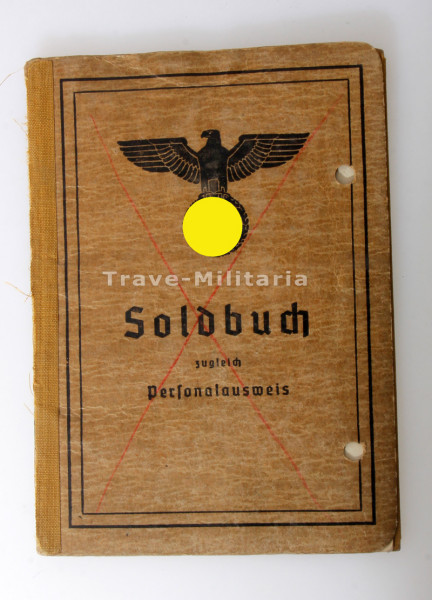 Trave-Militaria
Soldbuch
zugleich
Personalausweis